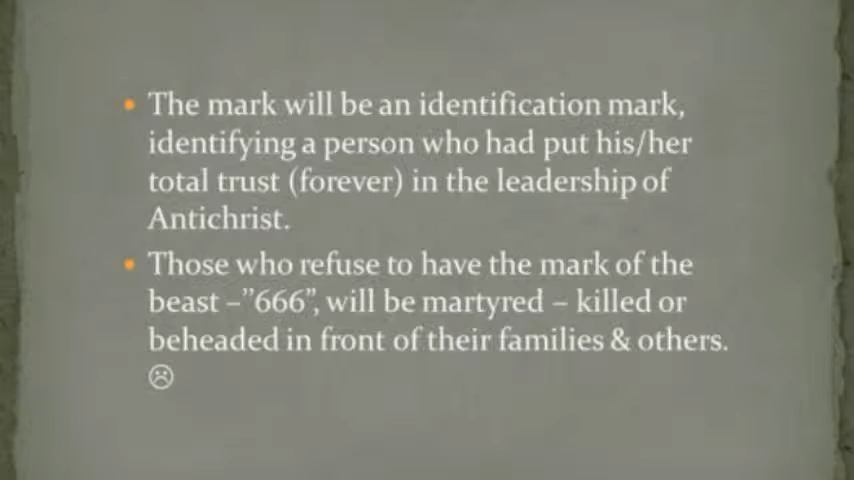 • The mark will be an identification mark,
identifying a person who had put his/her
total trust (forever) in the leadership of
Antichrist.
• Those who refuse to have the mark of the
beast –”666”, will be martyred – killed or
beheaded in front of their families & others.
☹